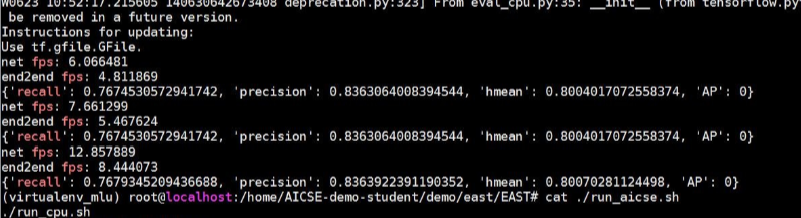 W0623 10:52:17.215605 140630642673408 deprecation.py:323] From eval_cpu.py:35: __init__ (from tensorflow.py
 be removed in a future version.
Instructions for updating:
Use tf.gfile.GFile.
net fps: 6.066481
end2end fps: 4.811869
{'recall': 0.7674530572941742, 'precision': 0.8363064008394544, 'hmean': 0.8004017072558374, 'AP': 0}
net fps: 7.661299
end2end fps: 5.467624
{'recall': 0.7674530572941742, 'precision': 0.8363064008394544, 'hmean': 0.8004017072558374, 'AP': 0}
net fps: 12.857889
end2end fps: 8.444073
{'recall': 0.7679345209436688, 'precision': 0.8363922391190352, 'hmean': 0.80070281124498, 'AP': 0}
(virtualenv_mlu) root@localhost:/home/AICSE-demo-student/demo/east/EAST# cat ./run_aicse.sh
./run_cpu.sh